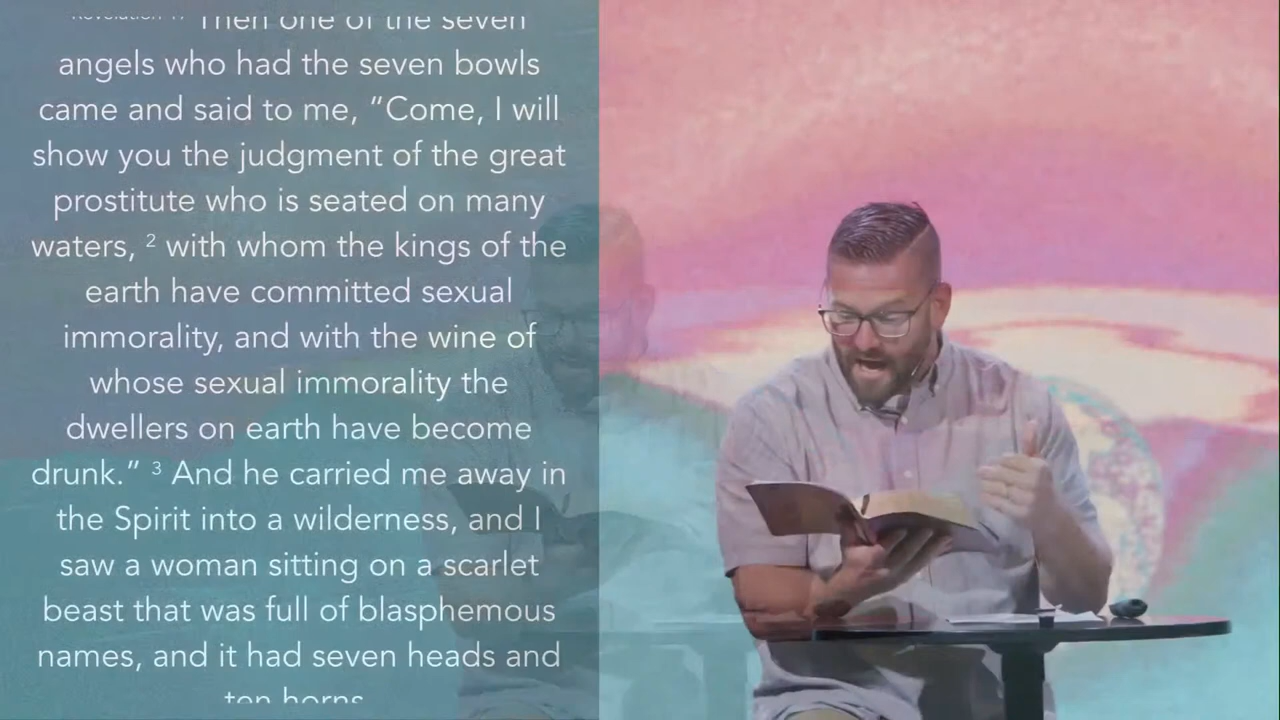 Then one of the seven
angels who had the seven bowls
came and said to me, “Come, I will
show you the judgment of the great
prostitute who is seated on many
waters, ² with whom the kings of the
earth have committed sexual
immorality, and with the wine of
whose sexual immorality the
dwellers on earth have become
drunk.” ³ And he carried me away in
the Spirit into a wilderness, and I
saw a woman sitting on a scarlet
beast that was full of blasphemous
names, and it had seven heads and
ten horns